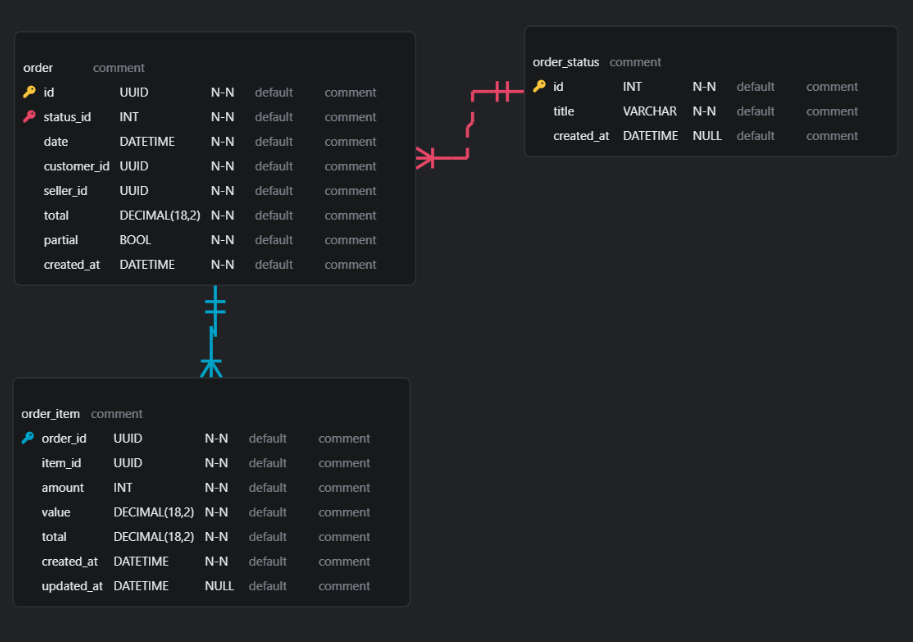 order comment
id UUID N-N default comment
status_id INT N-N default comment
date DATETIME N-N default comment
customer_id UUID N-N default comment
seller_id UUID N-N default comment
total DECIMAL(18,2) N-N default comment
partial BOOL N-N default comment
created_at DATETIME N-N default comment
order_status comment
id INT N-N default comment
title VARCHAR N-N default comment
created_at DATETIME NULL default comment
order_item comment
order_id UUID N-N default comment
item_id UUID N-N default comment
amount INT N-N default comment
value DECIMAL(18,2) N-N default comment
total DECIMAL(18,2) N-N default comment
created_at DATETIME N-N default comment
updated_at DATETIME NULL default comment